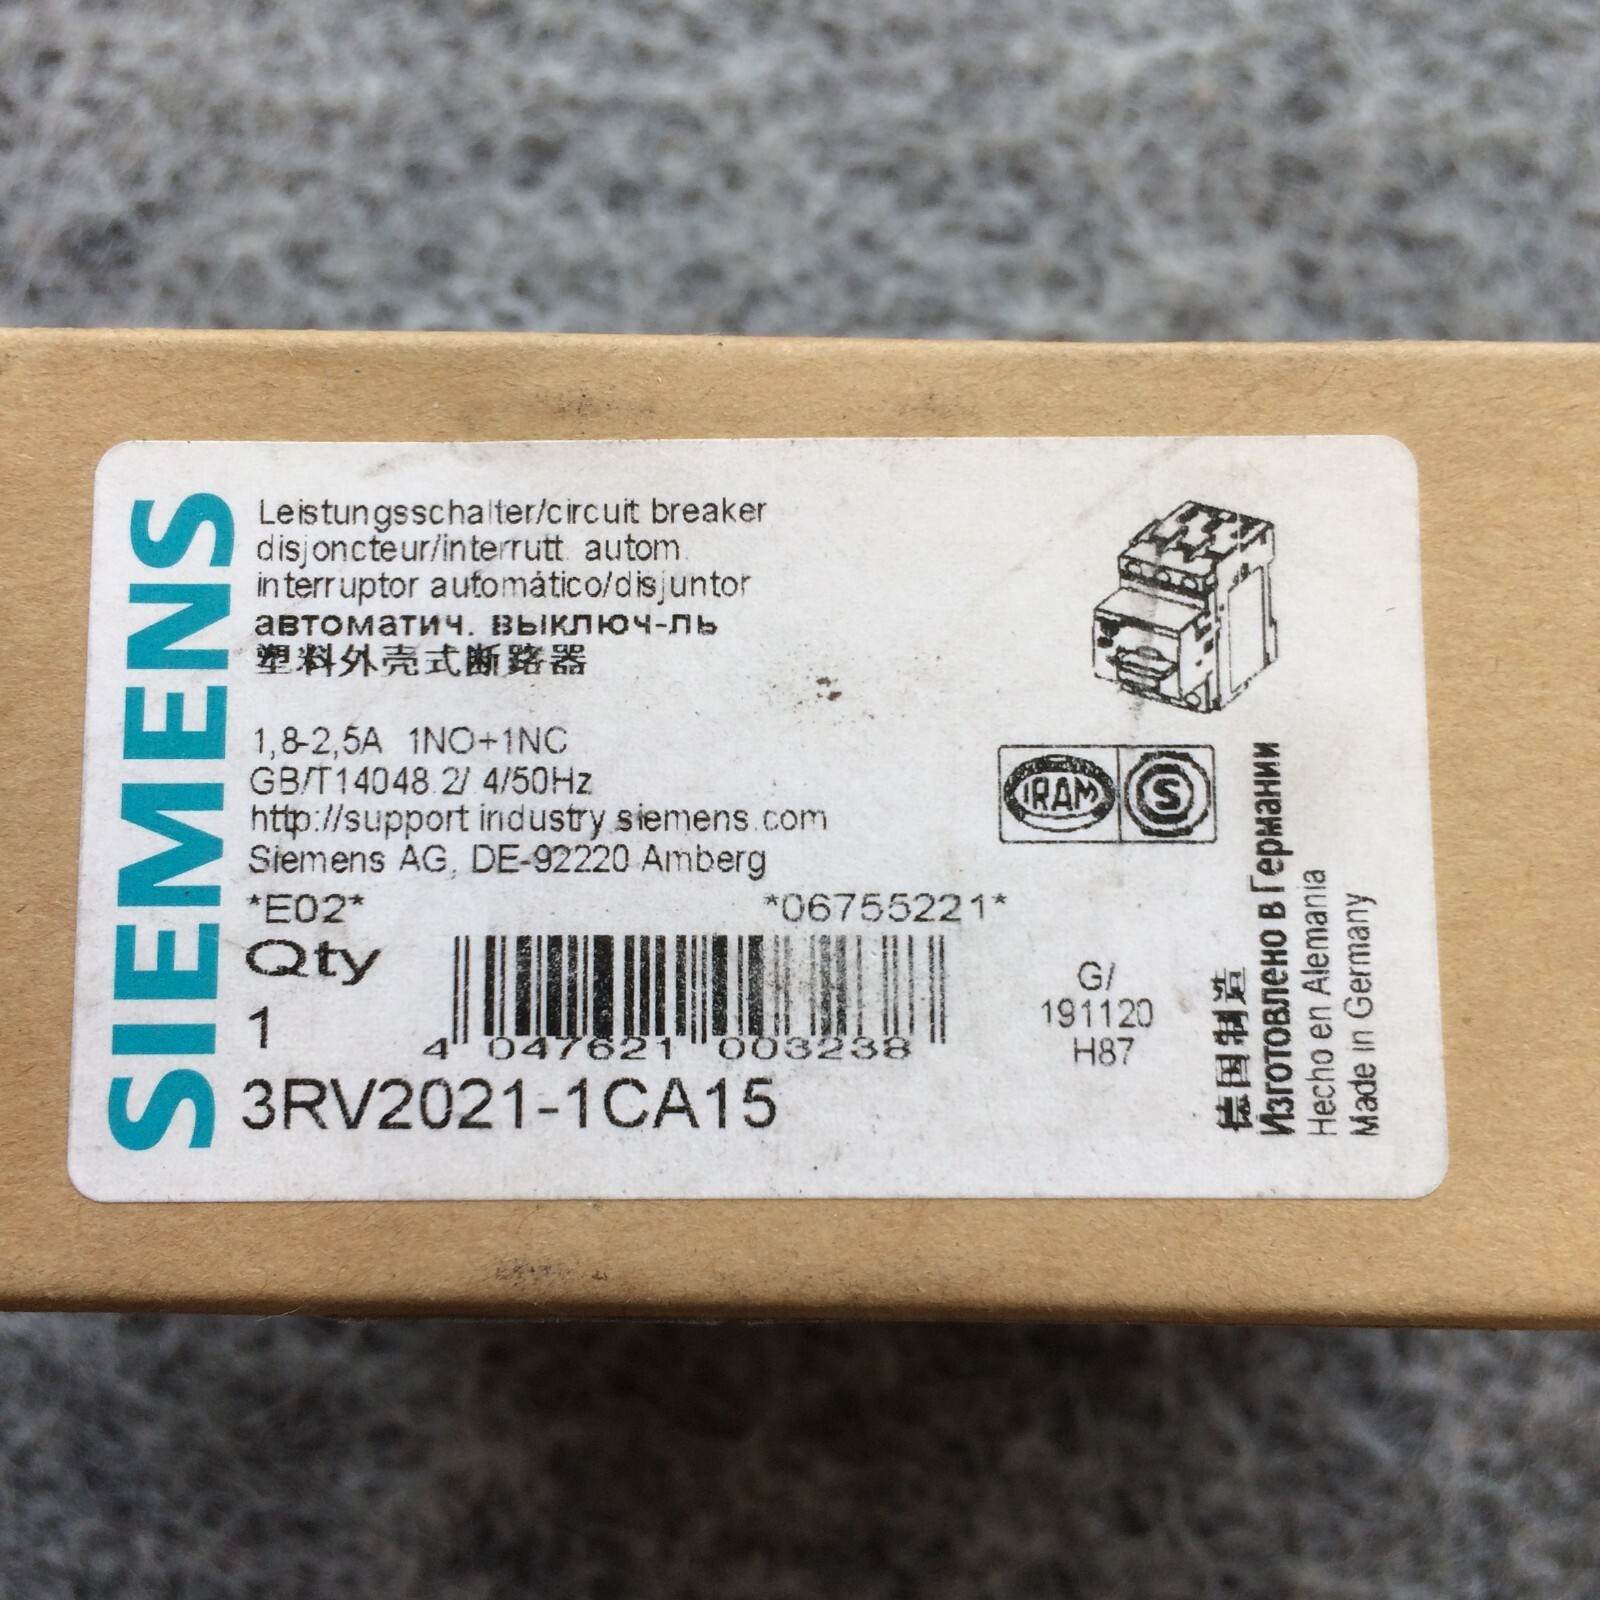 SIEMENS
Leistungsschalter/circuit breaker
disjoncteur/interrutt. autom.
interruptor automático/disjuntor
автоматич. выключ-ль
塑料外壳式断路器
1,8-2,5A 1NO+1NC
GB/T14048.2/.4/50Hz
http://support.industry.siemens.com
Siemens AG, DE-92220 Amberg
*E02* *06755221*
Qty
1
4 047621 003238
3RV2021-1CA15
IRAM S
G/
191120
H87
德国制造
Изготовлено в Германии
Hecho en Alemania
Made in Germany